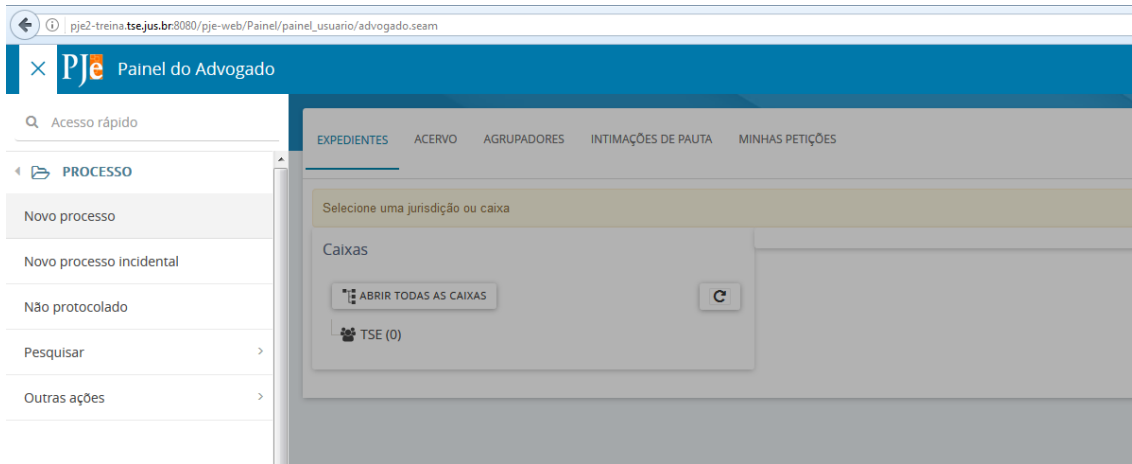 pje2-treina.tse.jus.br:8080/pje-web/Painel/painel_usuario/advogado.seam
PJe Painel do Advogado
Acesso rápido
PROCESSO
Novo processo
Novo processo incidental
Não protocolado
Pesquisar
Outras ações
EXPEDIENTES ACERVO AGRUPADORES INTIMAÇÕES DE PAUTA MINHAS PETIÇÕES
Selecione uma jurisdição ou caixa
Caixas
ABRIR TODAS AS CAIXAS
TSE (0)